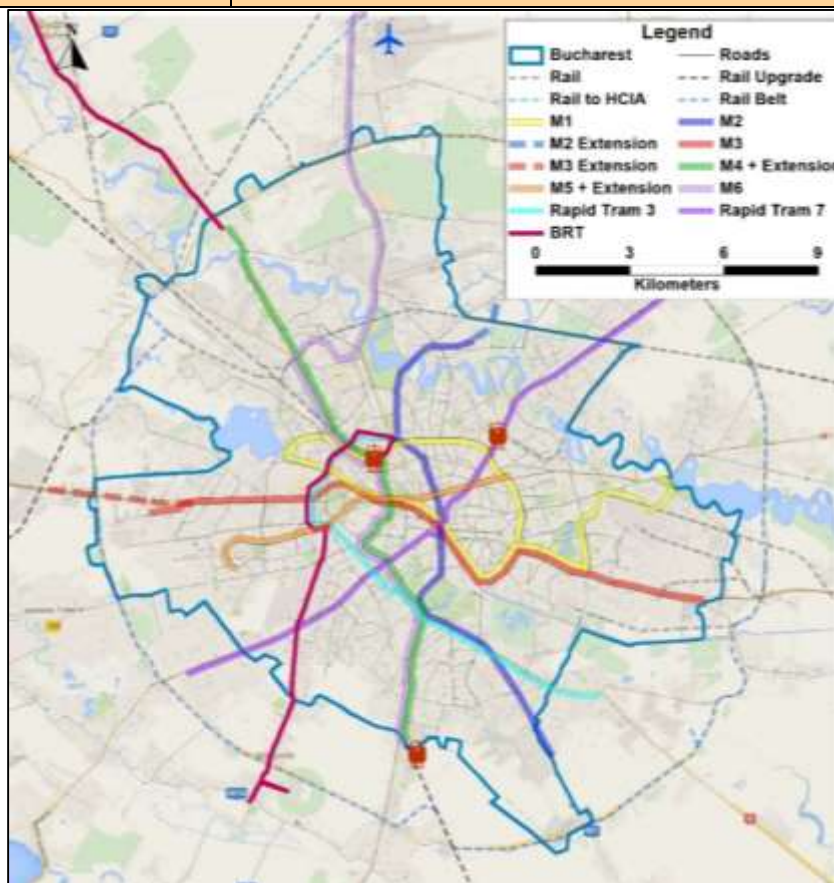 N
Legend
Bucharest
Roads
Rail
Rail Upgrade
Rail to HCIA
Rail Belt
M1
M2
M2 Extension
M3
M3 Extension
M4 + Extension
M5 + Extension
M6
Rapid Tram 3
Rapid Tram 7
BRT
0 3 6 9
Kilometers